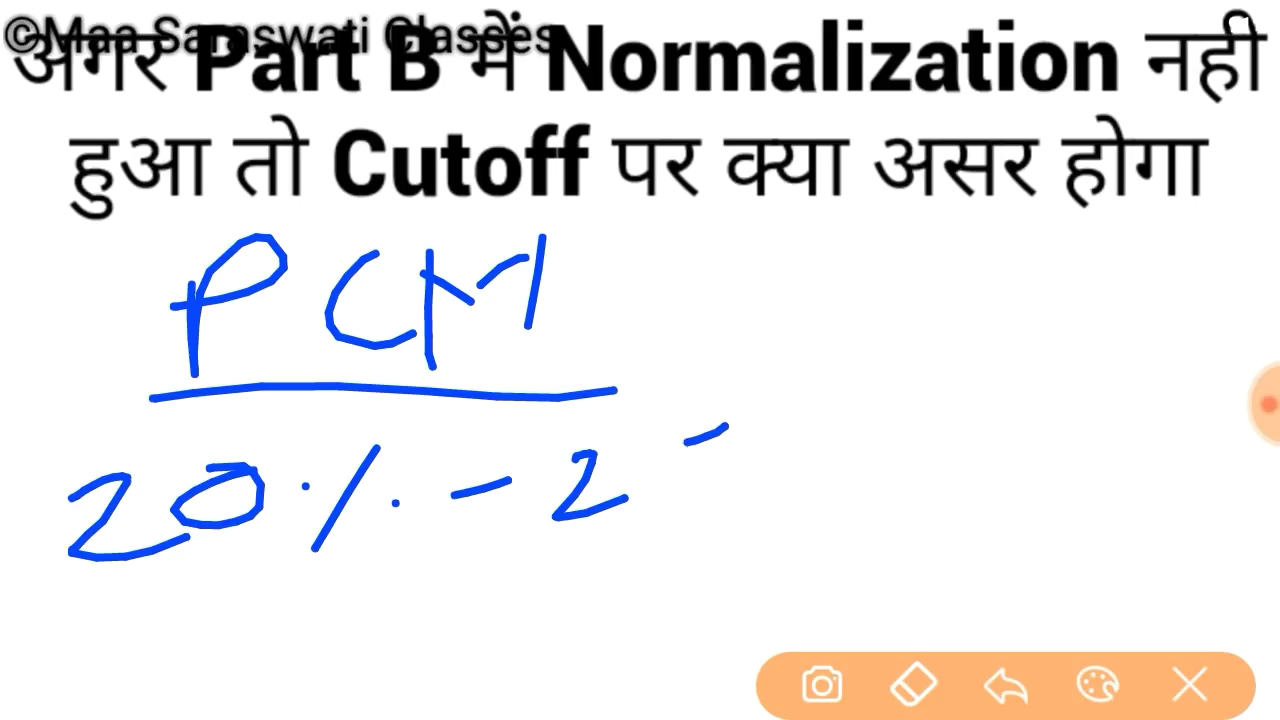 ©Maa Saraswati Classes
अगर Part B में Normalization नही
हुआ तो Cutoff पर क्या असर होगा
PCM
20% - 2 -